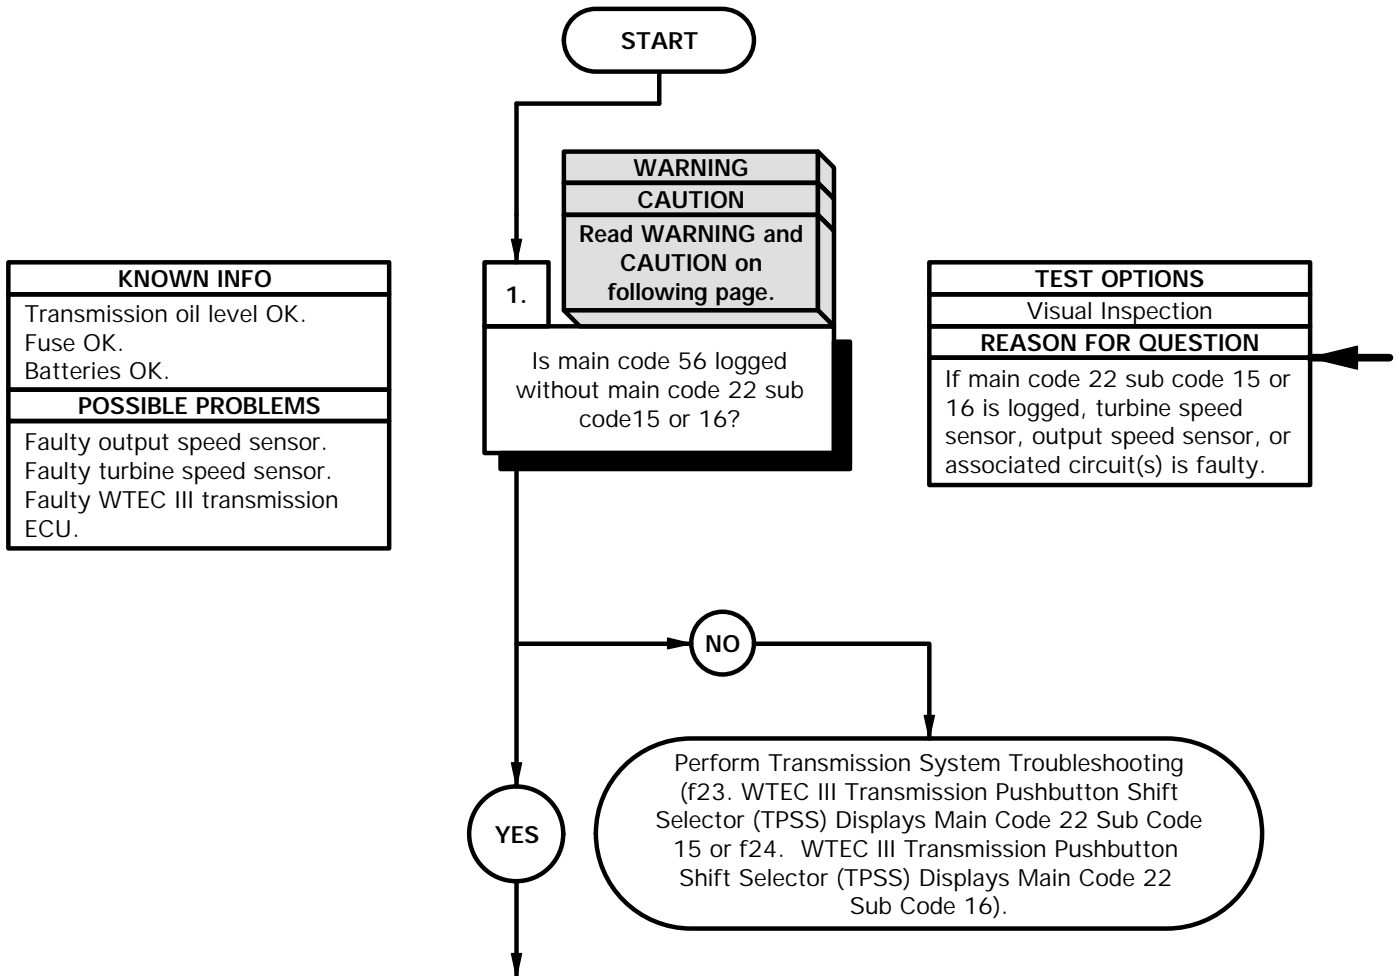 START
WARNING
CAUTION
Read WARNING and
CAUTION on
following page.
KNOWN INFO
Transmission oil level OK.
Fuse OK.
Batteries OK.
POSSIBLE PROBLEMS
Faulty output speed sensor.
Faulty turbine speed sensor.
Faulty WTEC III transmission
ECU.
1.
Is main code 56 logged
without main code 22 sub
code15 or 16?
TEST OPTIONS
Visual Inspection
REASON FOR QUESTION
If main code 22 sub code 15 or
16 is logged, turbine speed
sensor, output speed sensor, or
associated circuit(s) is faulty.
NO
YES
Perform Transmission System Troubleshooting
(f23. WTEC III Transmission Pushbutton Shift
Selector (TPSS) Displays Main Code 22 Sub Code
15 or f24. WTEC III Transmission Pushbutton
Shift Selector (TPSS) Displays Main Code 22
Sub Code 16).